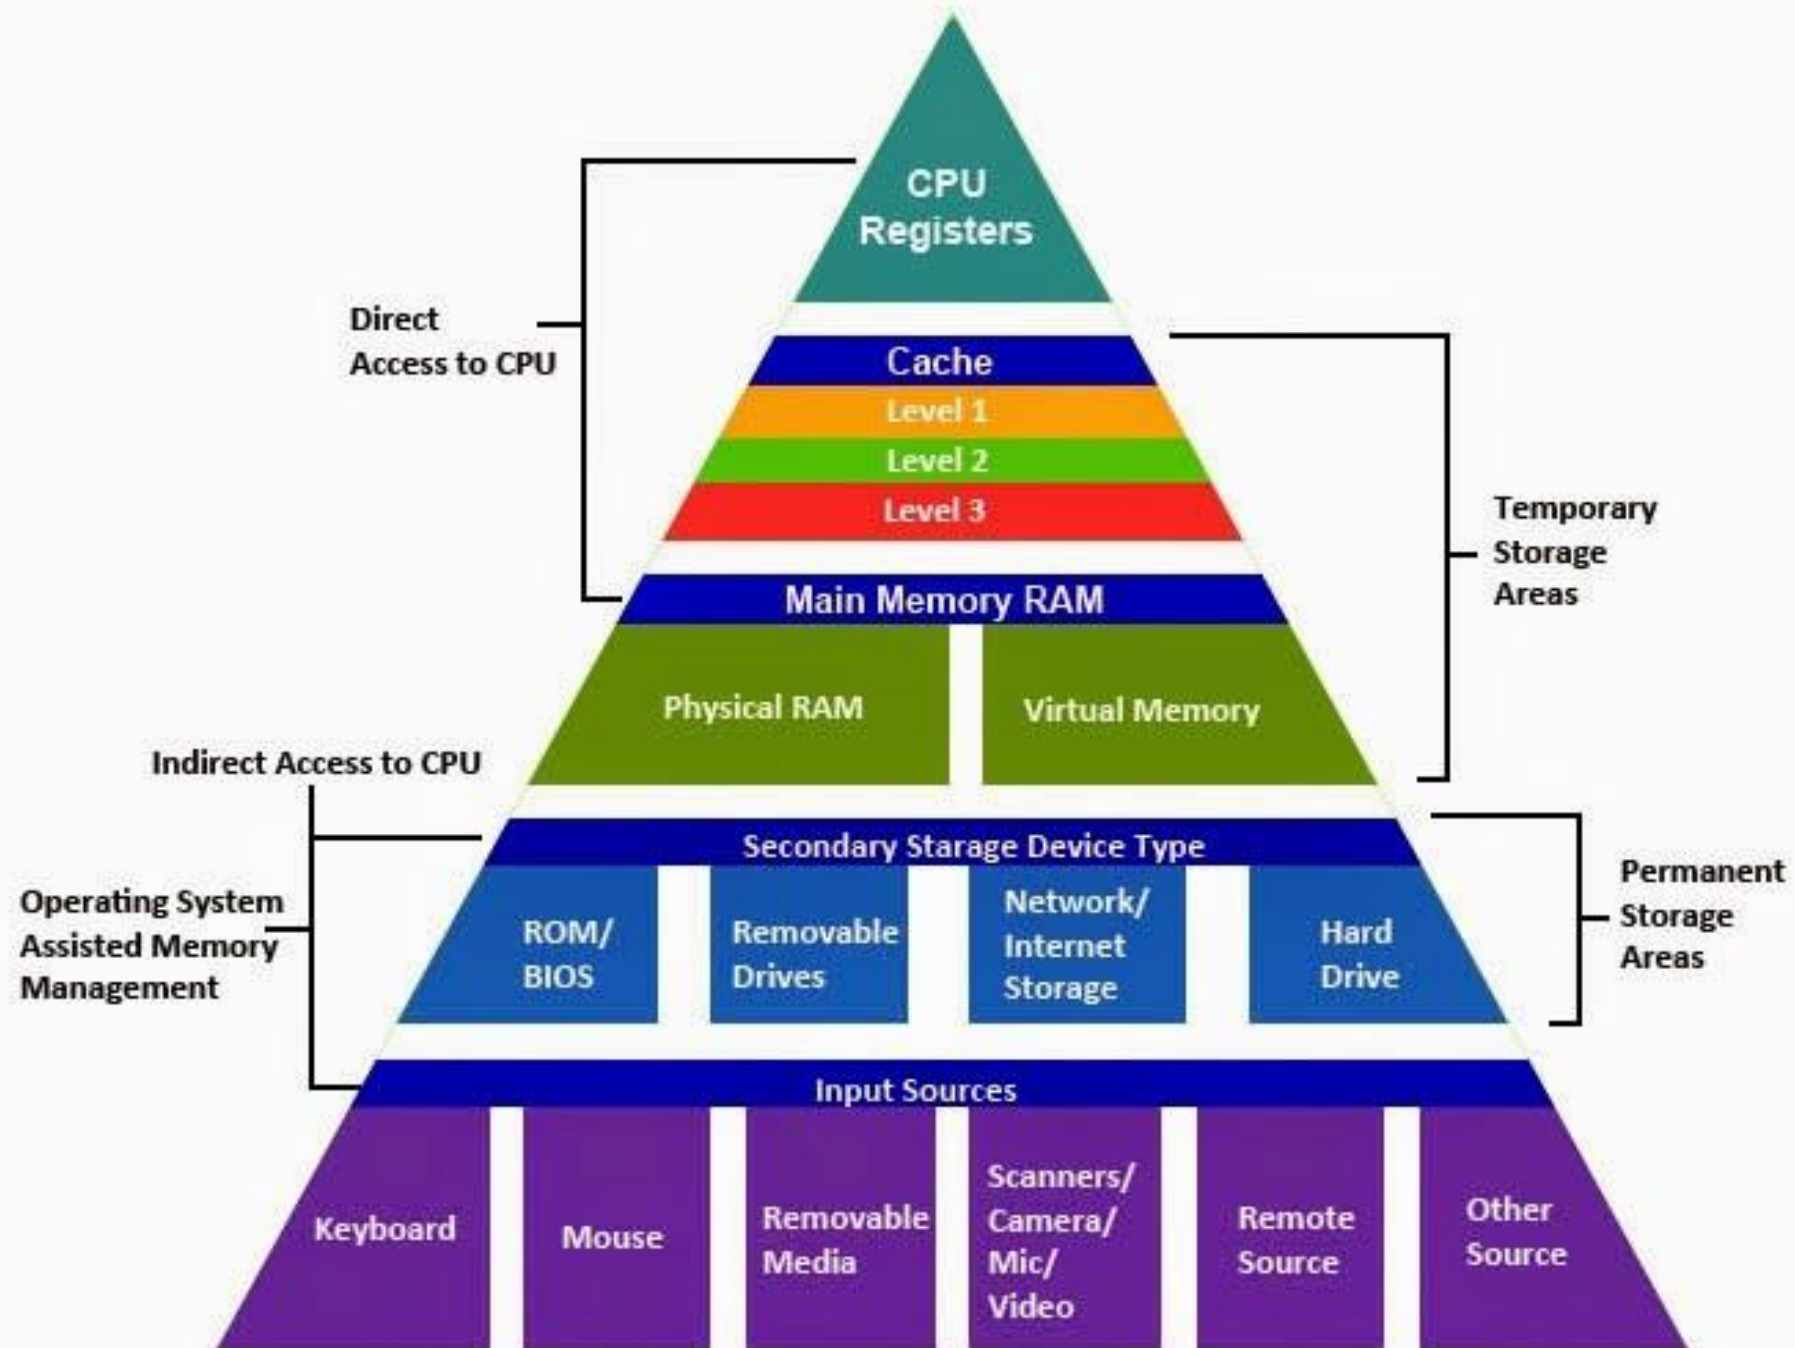 CPU
Registers
Direct
Access to CPU
Cache
Level 1
Level 2
Level 3
Temporary
Storage
Areas
Main Memory RAM
Physical RAM
Virtual Memory
Indirect Access to CPU
Secondary Starage Device Type
Operating System
Assisted Memory
Management
ROM/
BIOS
Removable
Drives
Network/
Internet
Storage
Hard
Drive
Permanent
Storage
Areas
Input Sources
Keyboard
Mouse
Removable
Media
Scanners/
Camera/
Mic/
Video
Remote
Source
Other
Source